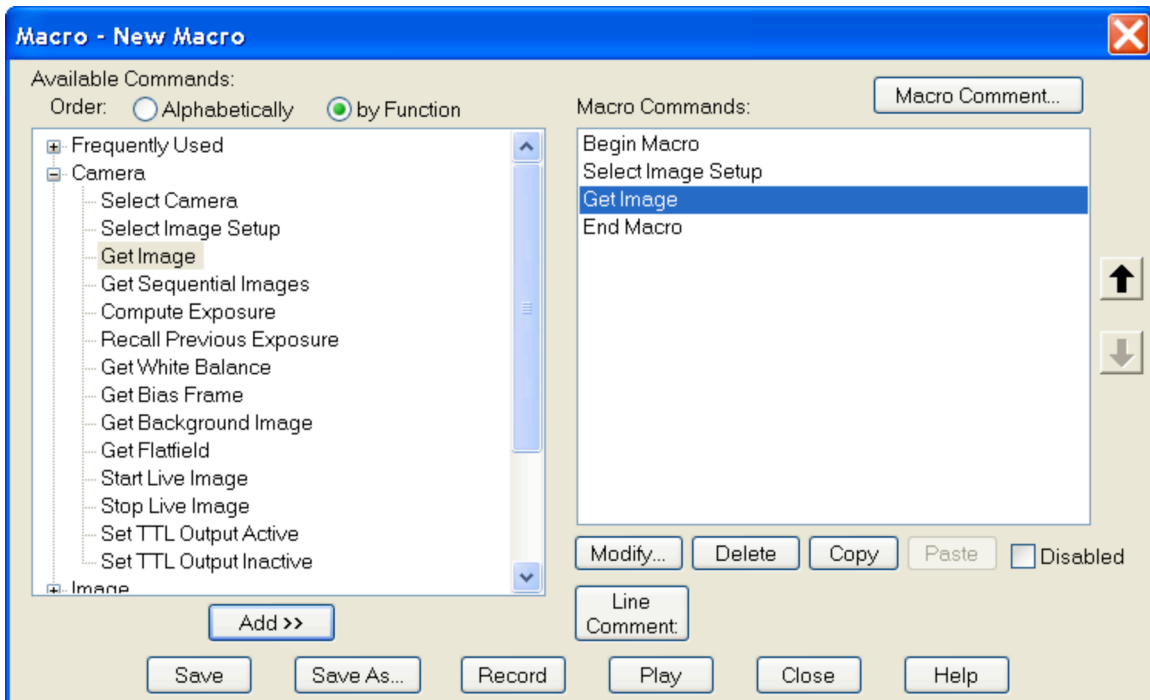 Macro - New Macro
Available Commands:
Order: Alphabetically by Function
Frequently Used
Camera
Select Camera
Select Image Setup
Get Image
Get Sequential Images
Compute Exposure
Recall Previous Exposure
Get White Balance
Get Bias Frame
Get Background Image
Get Flatfield
Start Live Image
Stop Live Image
Set TTL Output Active
Set TTL Output Inactive
Image
Add >>
Macro Commands:
Macro Comment...
Begin Macro
Select Image Setup
Get Image
End Macro
Modify... Delete Copy Paste Disabled
Line
Comment:
Save Save As... Record Play Close Help